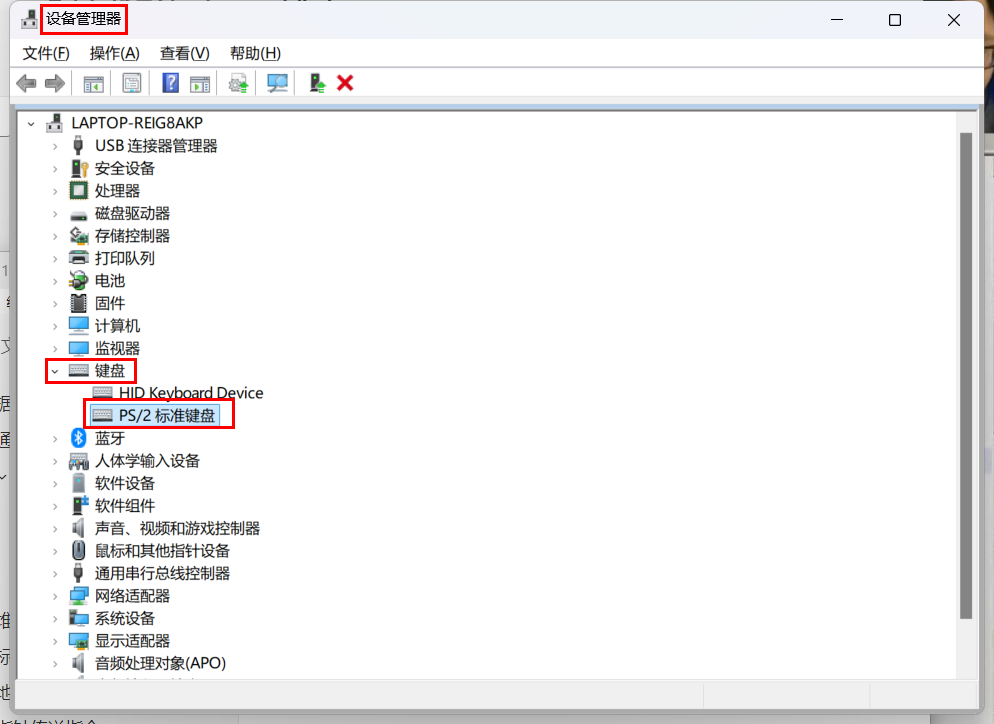 设备管理器
文件(F) 操作(A) 查看(V) 帮助(H)
LAPTOP-REIG8AKP
USB 连接器管理器
安全设备
处理器
磁盘驱动器
存储控制器
打印队列
电池
固件
计算机
监视器
键盘
HID Keyboard Device
PS/2 标准键盘
蓝牙
人体学输入设备
软件设备
软件组件
声音、视频和游戏控制器
鼠标和其他指针设备
通用串行总线控制器
网络适配器
系统设备
显示适配器
音频处理对象(APO)